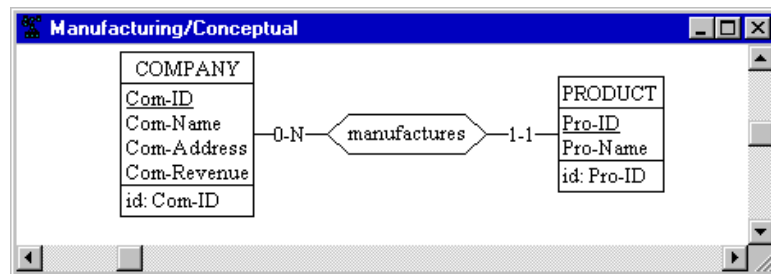 Manufacturing/Conceptual
COMPANY
Com-ID
Com-Name
Com-Address
Com-Revenue
id: Com-ID
0-N
manufactures
1-1
PRODUCT
Pro-ID
Pro-Name
id: Pro-ID